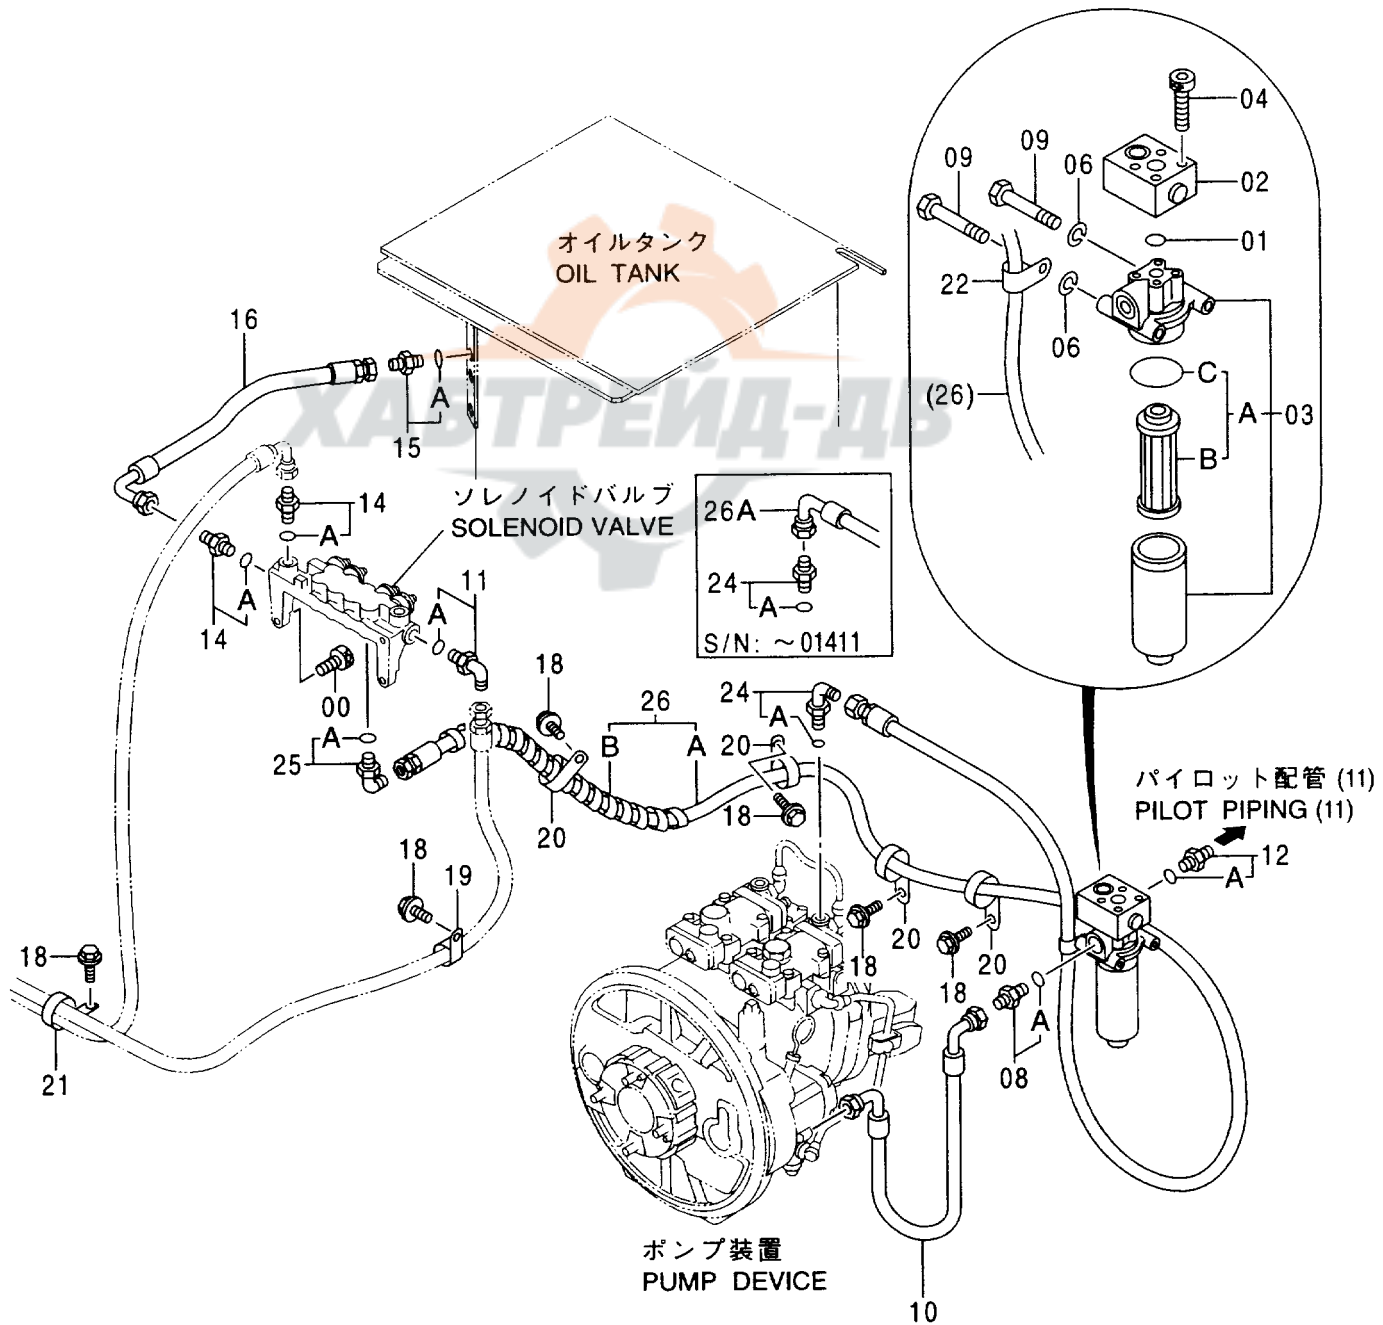 04
09
09
06
02
01
22
06
(26)
C
A
03
B
オイルタンク
OIL TANK
16
A
15
ХАВТРЕЙД-ДВ
14
A
ソレノイドバルブ
SOLENOID VALVE
26A
24
A
S/N: ~01411
11
A
A
14
00
A
25
18
26
B
A
20
24
A
20
18
18
19
18
21
パイロット配管 (11)
PILOT PIPING (11)
12
A
20
18
20
18
A
08
ポンプ装置
PUMP DEVICE
10